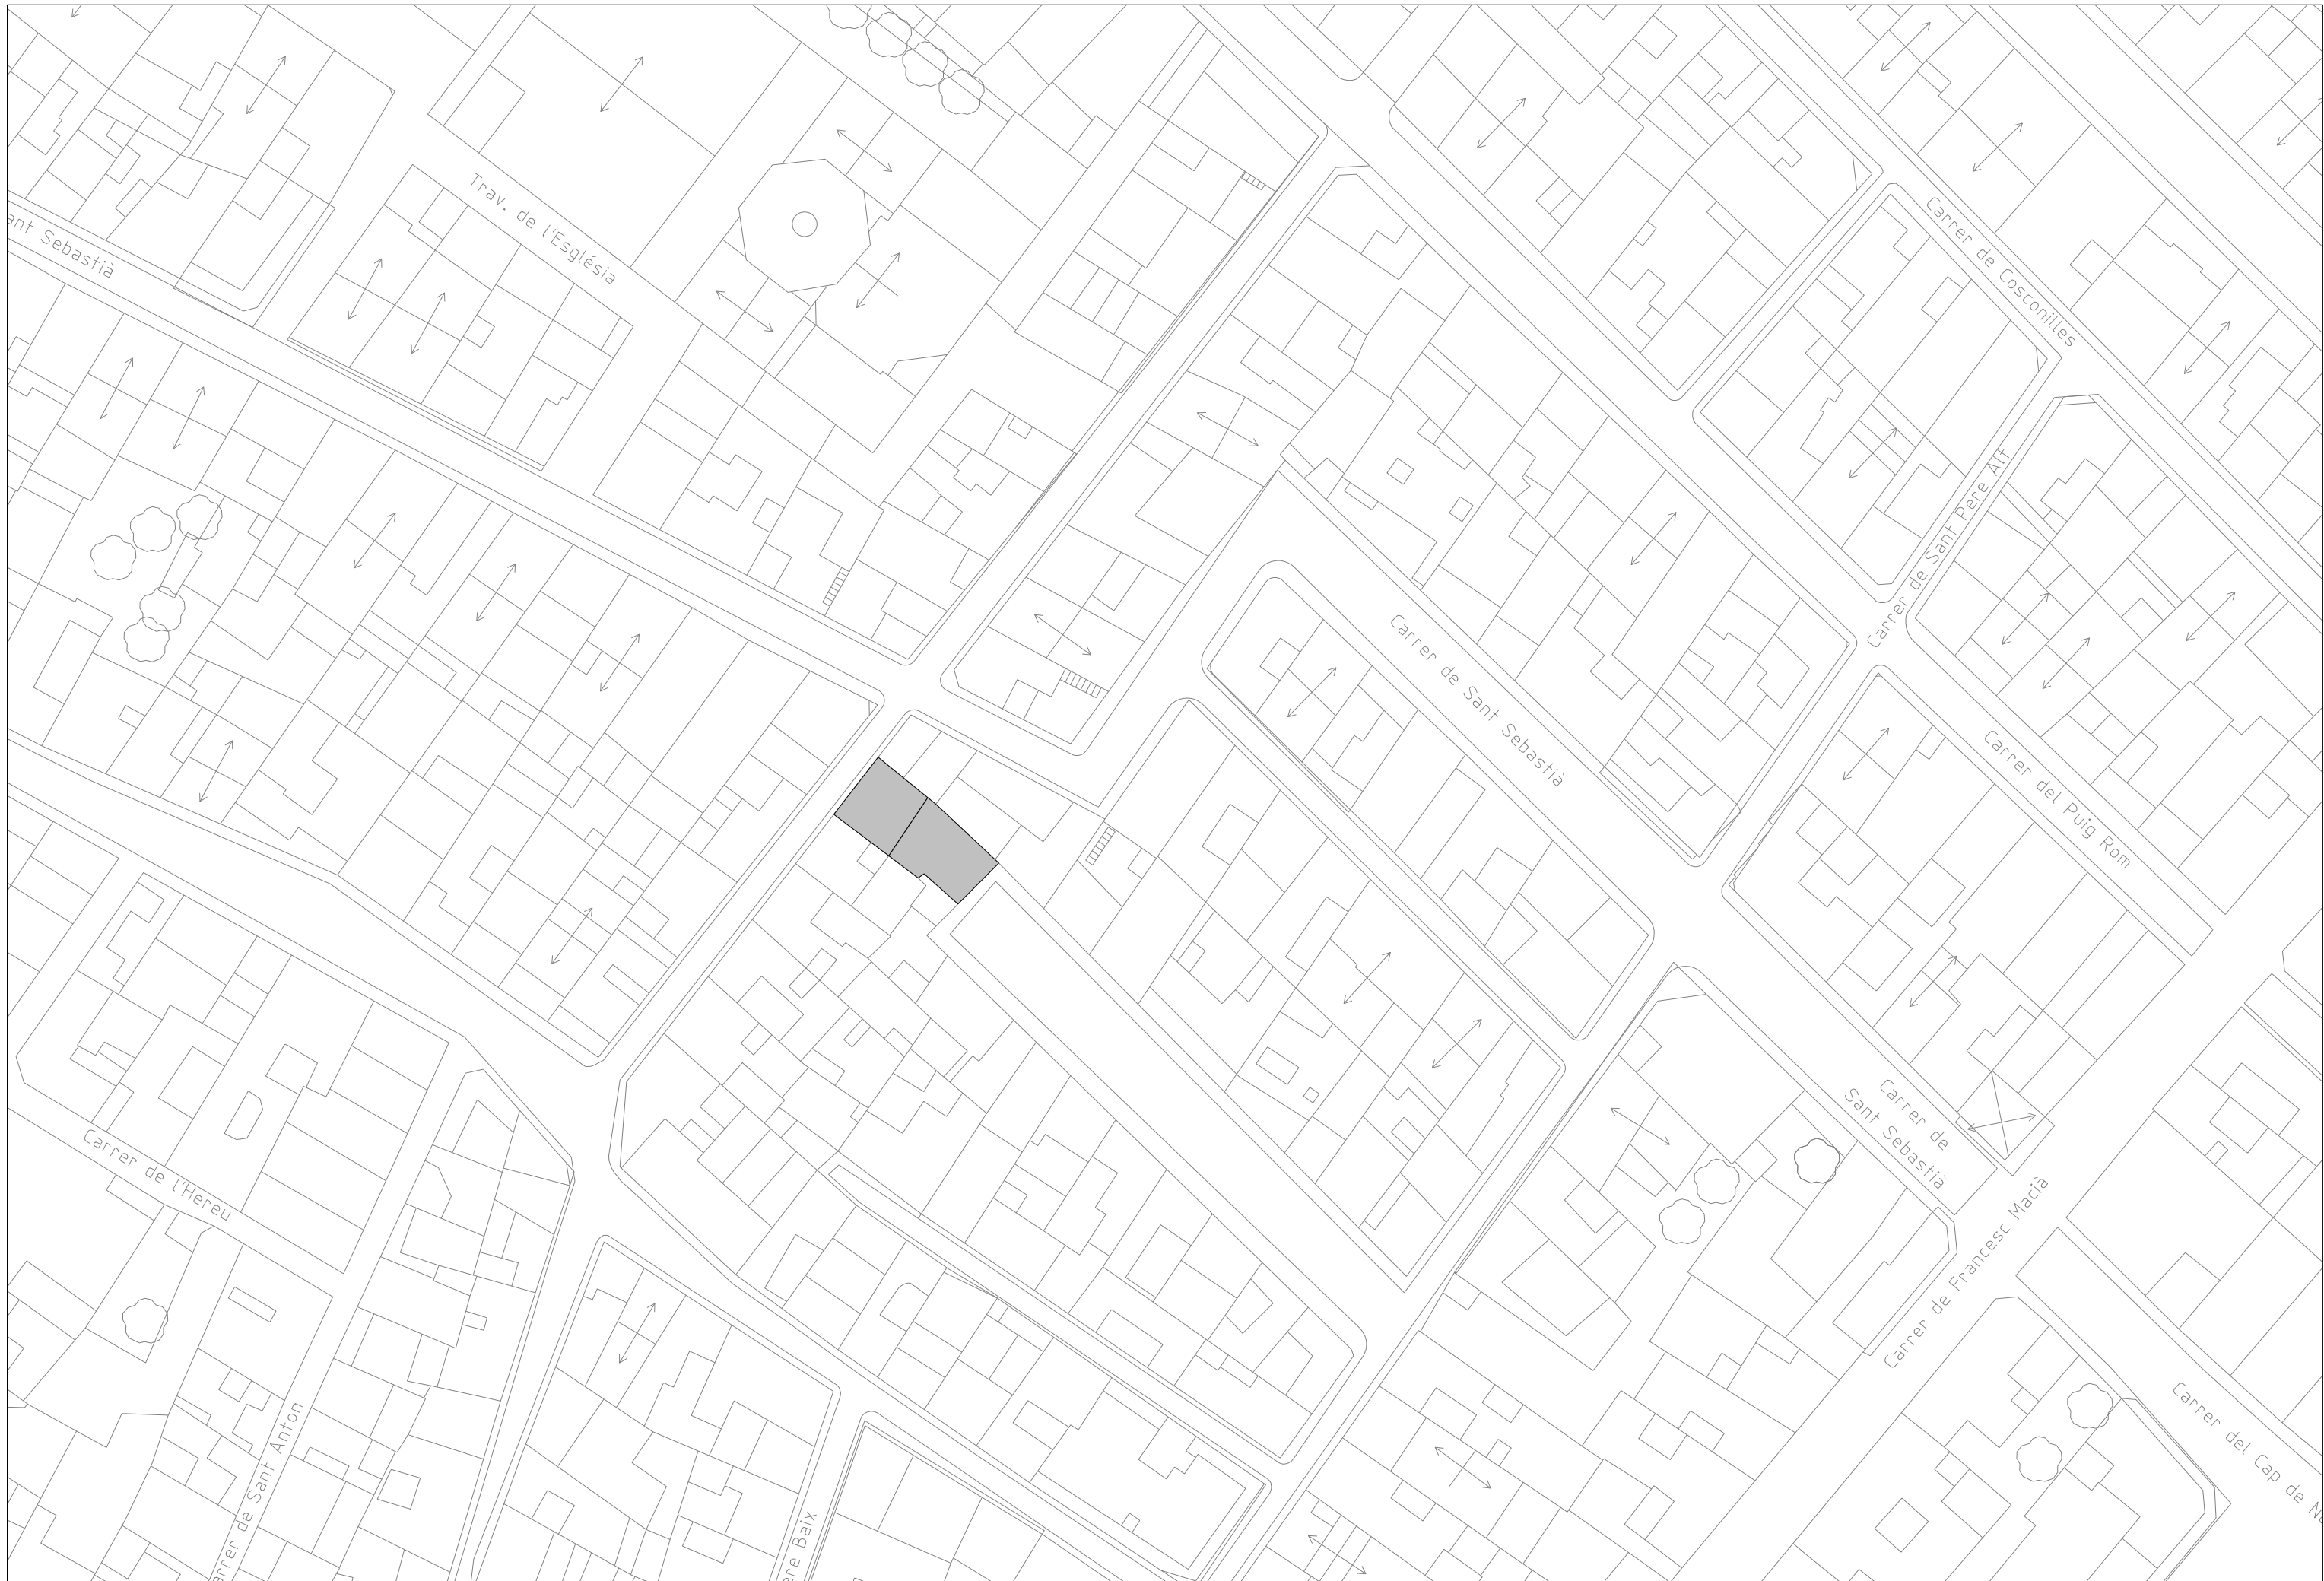 Trav. de l'Església
ant Sebastià
Carrer de Cosconilles
Carrer de Sant Pere Alt
Carrer de Sant Sebastià
Carrer del Puig Rom
Carrer de
Sant Sebastià
Carrer de l'Hereu
Carrer de Francesc Macià
Carrer del Cap de
arrer de Sant Anton
ere Baix